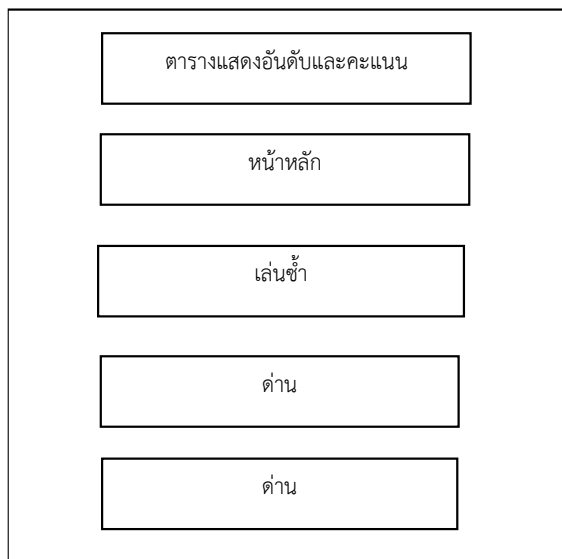 ตารางแสดงอันดับและคะแนน
หน้าหลัก
เล่นซ้ำ
ด่าน
ด่าน